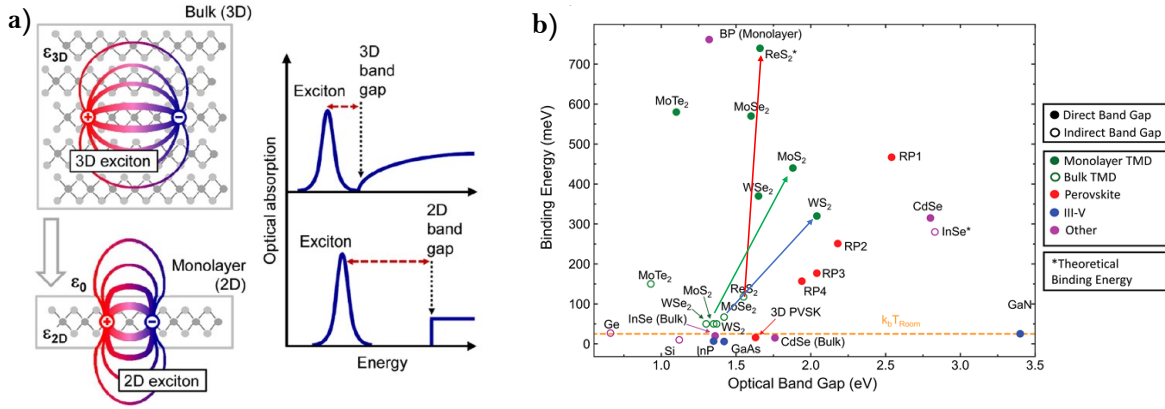 a)
Bulk (3D)
ε3D
3D exciton
Monolayer
(2D)
ε0
ε2D
2D exciton
Optical absorption
Exciton
3D
band
gap
Exciton
2D
band
gap
Energy
b)
Binding Energy (meV)
700
600
500
400
300
200
100
50
0
1.0
1.5
2.0
2.5
3.0
3.5
Optical Band Gap (eV)
BP (Monolayer)
ReS2*
MoTe2
MoSe2
MoS2
RP1
WSe2
WS2
CdSe
InSe*
RP2
RP3
RP4
MoTe2
ReS2
MoS2
MoSe2
WSe2
InSe (Bulk)
WS2
3D PVSK
GaN
kbTRoom
Ge
Si
InP
GaAs
CdSe (Bulk)
Direct Band Gap
Indirect Band Gap
Monolayer TMD
Bulk TMD
Perovskite
III-V
Other
*Theoretical
Binding Energy